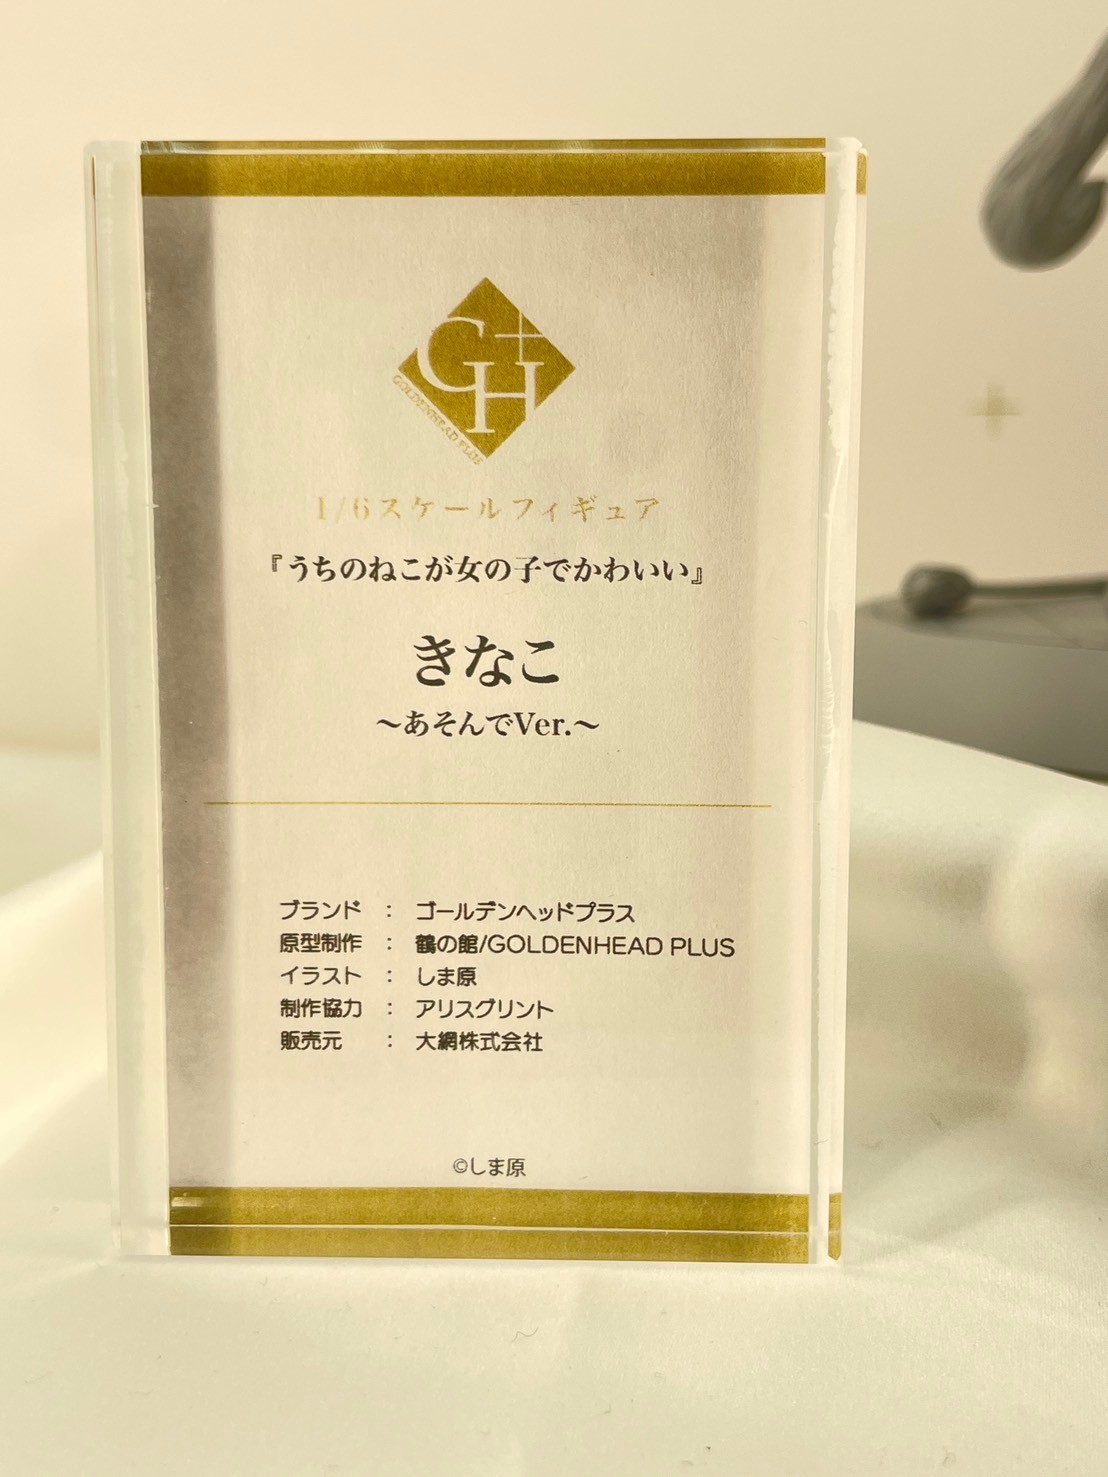 GH+
GOLDENHEAD PLUS
1/6スケールフィギュア
『うちのねこが女の子でかわいい』
きなこ
～あそんでVer.～
ブランド : ゴールデンヘッドプラス
原型制作 : 鶴の館/GOLDENHEAD PLUS
イラスト : しま原
制作協力 : アリスグリント
販売元 : 大網株式会社
©しま原